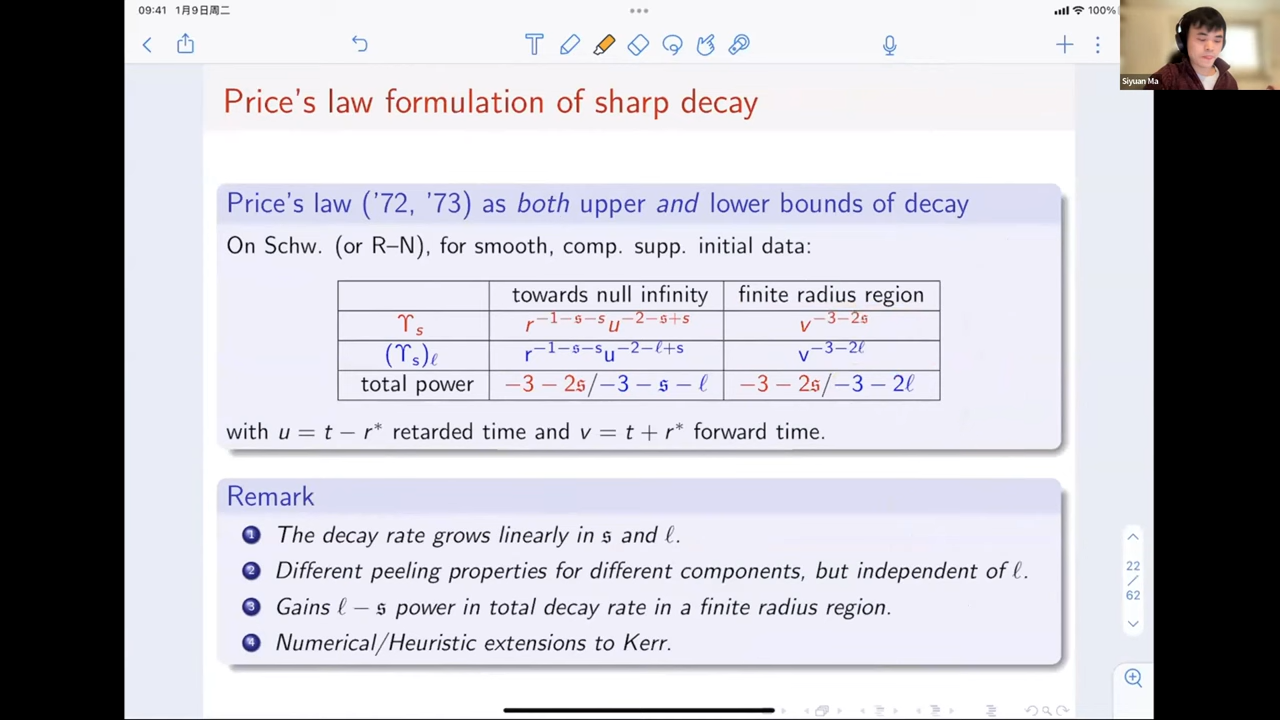 09:41 1月9日周二
100%
Siyuan Ma
Price's law formulation of sharp decay
Price's law ('72, '73) as both upper and lower bounds of decay
On Schw. (or R–N), for smooth, comp. supp. initial data:
towards null infinity finite radius region
ϒ_s r^{−1−𝔰−s}u^{−2−𝔰+s} v^{−3−2𝔰}
(ϒ_s)_ℓ r^{−1−𝔰−s}u^{−2−ℓ+s} v^{−3−2ℓ}
total power −3 − 2𝔰/−3 − 𝔰 − ℓ −3 − 2𝔰/−3 − 2ℓ
with u = t − r* retarded time and v = t + r* forward time.
Remark
1 The decay rate grows linearly in 𝔰 and ℓ.
2 Different peeling properties for different components, but independent of ℓ.
3 Gains ℓ − 𝔰 power in total decay rate in a finite radius region.
4 Numerical/Heuristic extensions to Kerr.
22
/
62